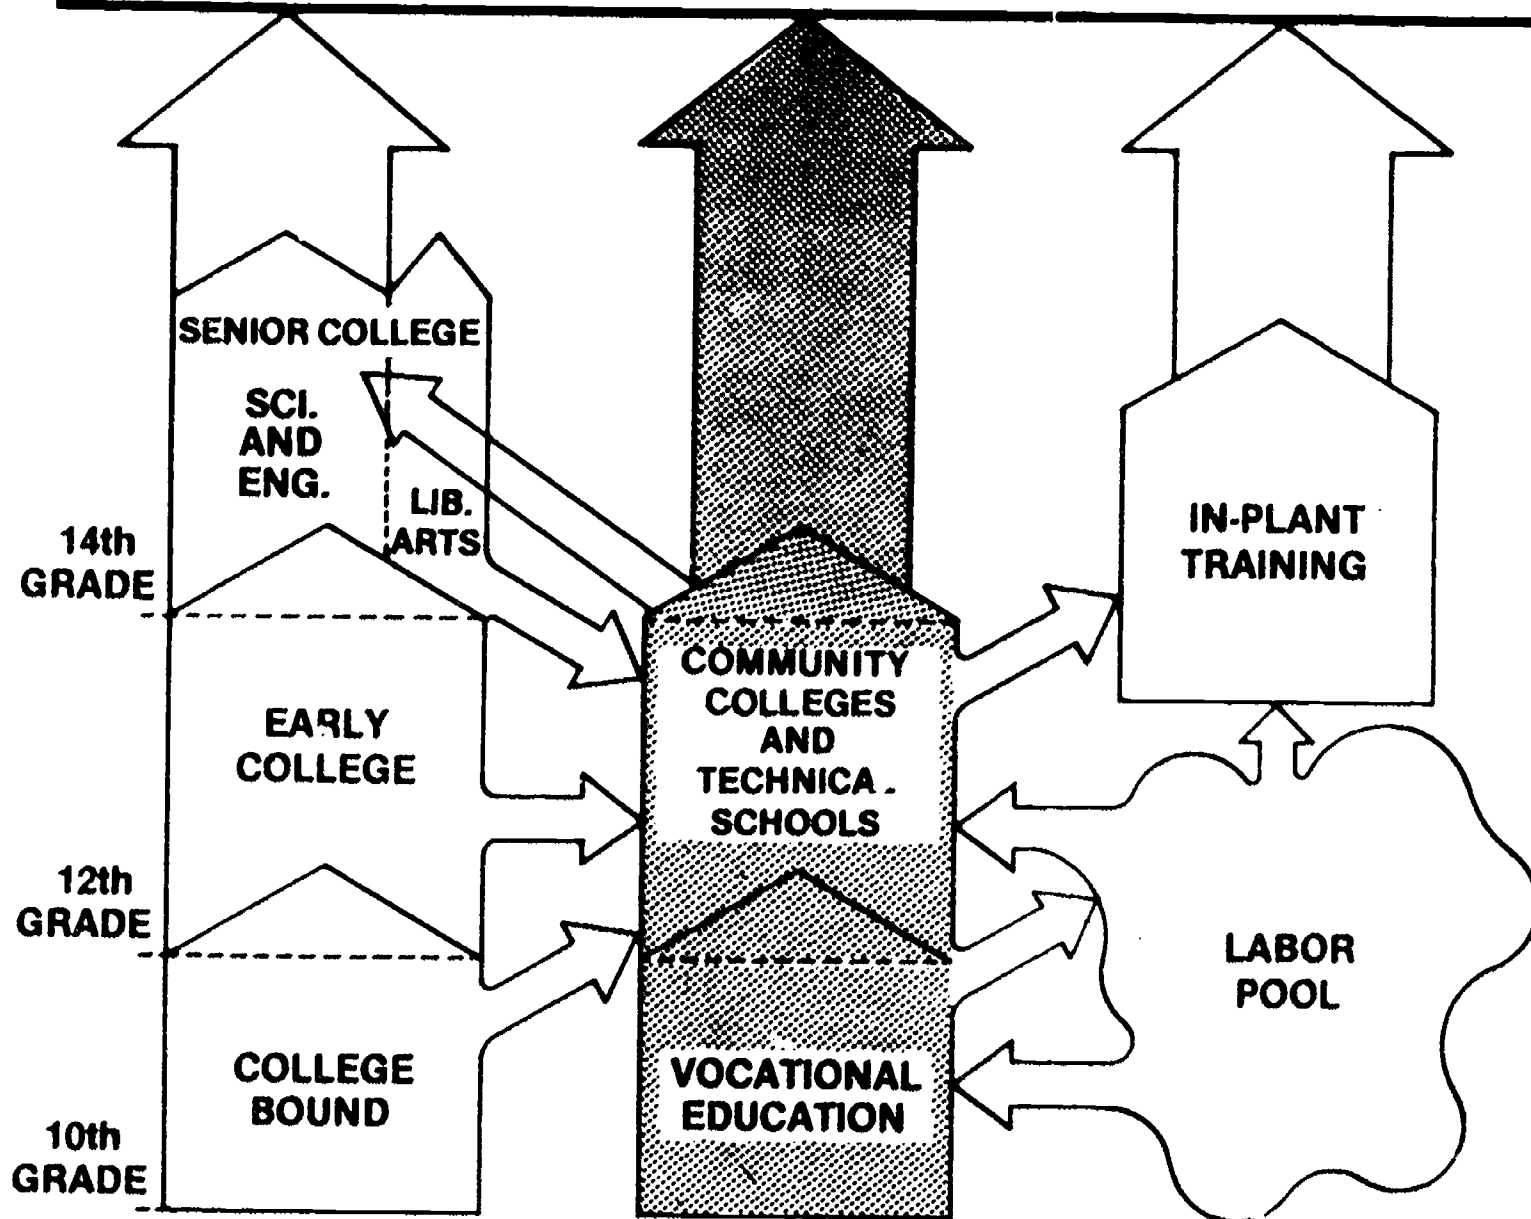 SENIOR COLLEGE
SCI.
AND
ENG.
LIB.
ARTS
14th
GRADE
EARLY
COLLEGE
12th
GRADE
COLLEGE
BOUND
10th
GRADE
COMMUNITY
COLLEGES
AND
TECHNICA.
SCHOOLS
VOCATIONAL
EDUCATION
IN-PLANT
TRAINING
LABOR
POOL